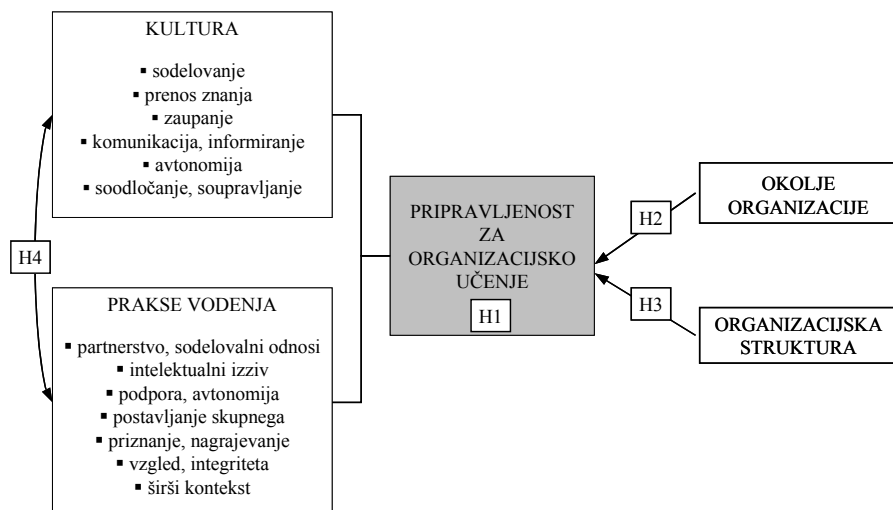 KULTURA
▪ sodelovanje
▪ prenos znanja
▪ zaupanje
▪ komunikacija, informiranje
▪ avtonomija
▪ soodločanje, soupravljanje
H4
PRAKSE VODENJA
▪ partnerstvo, sodelovalni odnosi
▪ intelektualni izziv
▪ podpora, avtonomija
▪ postavljanje skupnega
▪ priznanje, nagrajevanje
▪ vzgled, integriteta
▪ širši kontekst
PRIPRAVLJENOST
ZA
ORGANIZACIJSKO
UČENJE
H1
H2
H3
OKOLJE
ORGANIZACIJE
ORGANIZACIJSKA
STRUKTURA